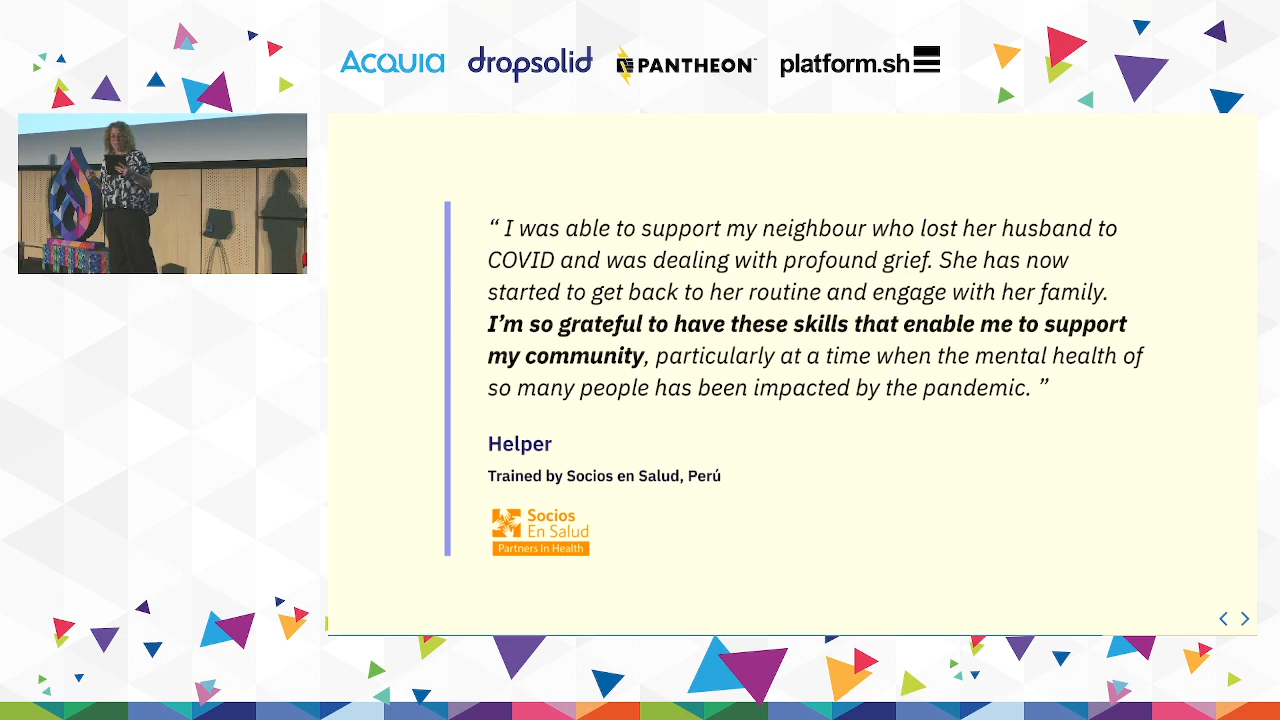 Acquia
dropsolid
PANTHEON
platform.sh
“ I was able to support my neighbour who lost her husband to
COVID and was dealing with profound grief. She has now
started to get back to her routine and engage with her family.
I’m so grateful to have these skills that enable me to support
my community, particularly at a time when the mental health of
so many people has been impacted by the pandemic. ”
Helper
Trained by Socios en Salud, Perú
Socios
En Salud
Partners In Health